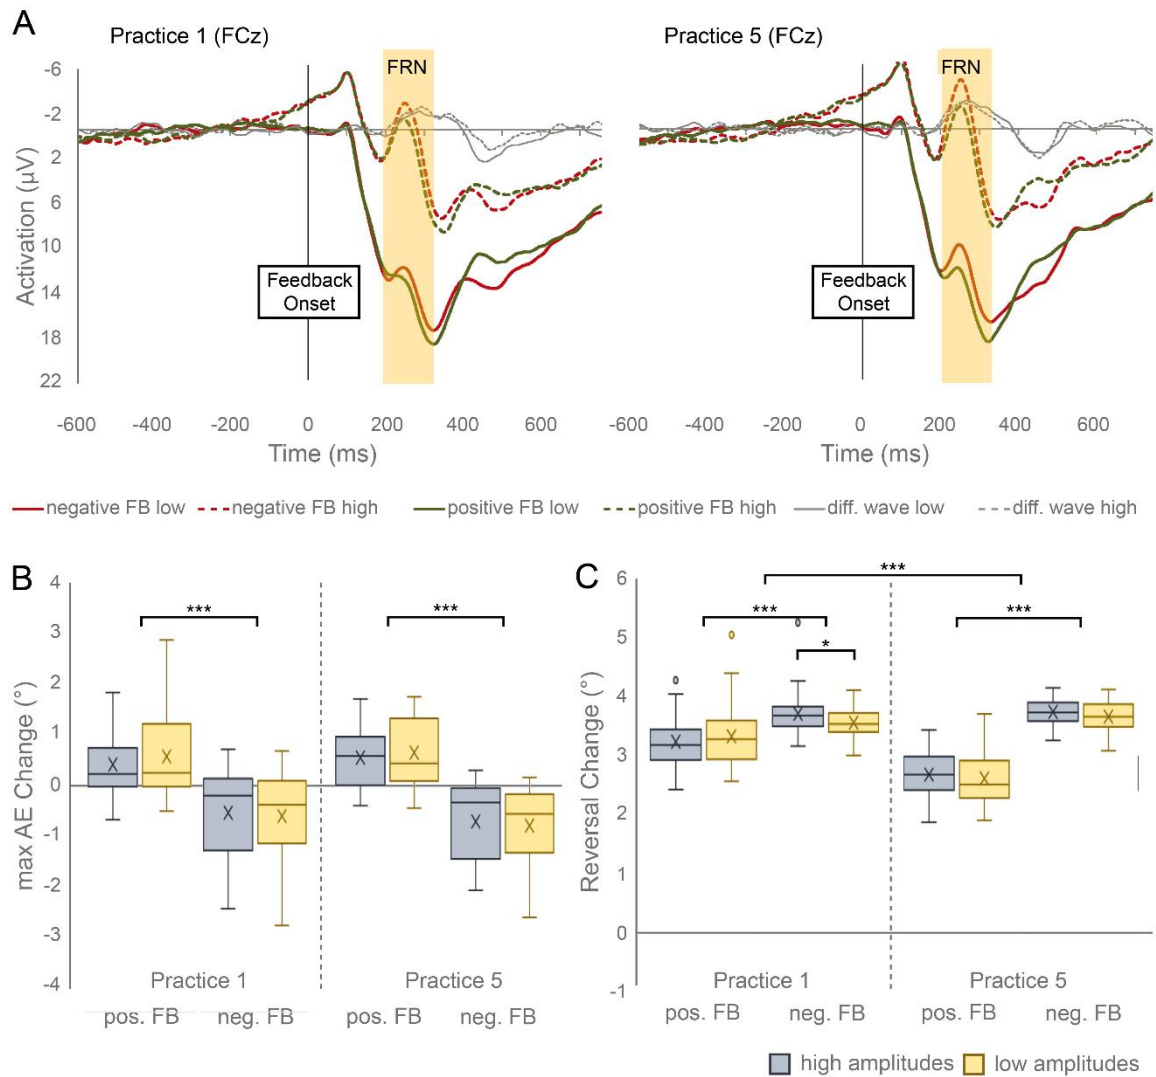 A
Practice 1 (FCz)
Practice 5 (FCz)
FRN
FRN
Activation (µV)
-6
-2
2
6
10
14
18
22
Feedback
Onset
Feedback
Onset
-600 -400 -200 0 200 400 600
-600 -400 -200 0 200 400 600
Time (ms)
Time (ms)
negative FB low negative FB high positive FB low positive FB high diff. wave low diff. wave high
B
max AE Change (°)
4
3
2
1
0
-1
-2
-3
-4
***
***
Practice 1
Practice 5
pos. FB neg. FB pos. FB neg. FB
C
Reversal Change (°)
6
5
4
3
2
1
0
-1
***
***
*
***
Practice 1
Practice 5
pos. FB neg. FB pos. FB neg. FB
high amplitudes low amplitudes